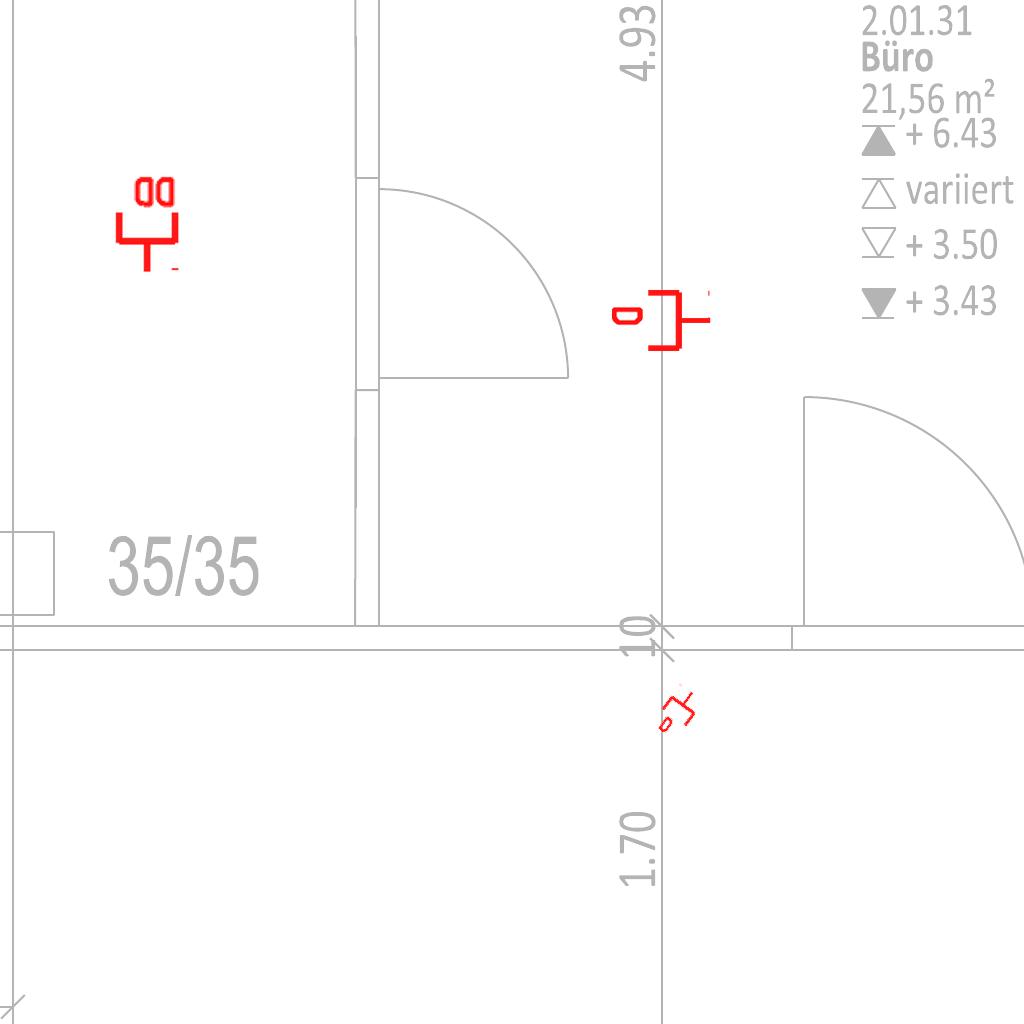 4.93
2.01.31
Büro
21,56 m²
+ 6.43
variiert
+ 3.50
+ 3.43
DD
D
35/35
10
D
1.70